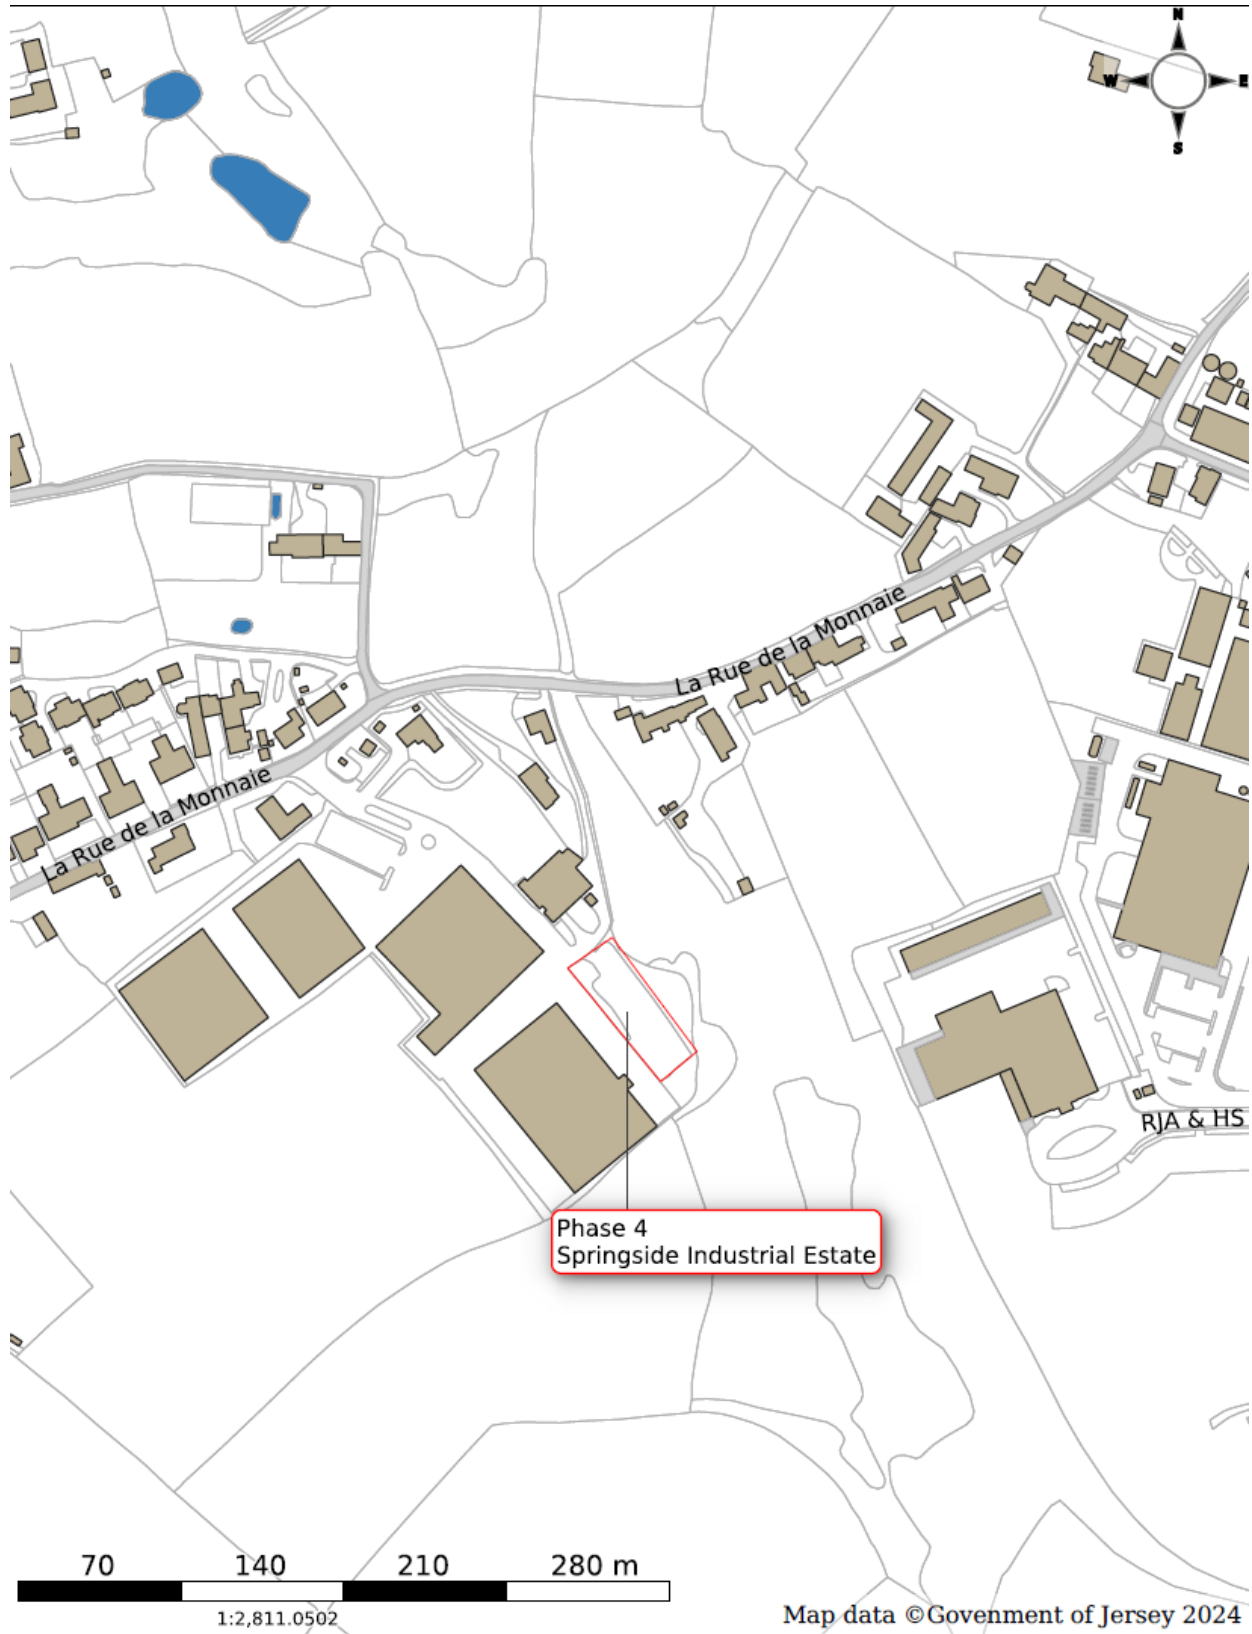 N
W E
S
La Rue de la Monnaie
La Rue de la Monnaie
RJA & HS
Phase 4
Springside Industrial Estate
70 140 210 280 m
1:2,811.0502
Map data ©Govenment of Jersey 2024